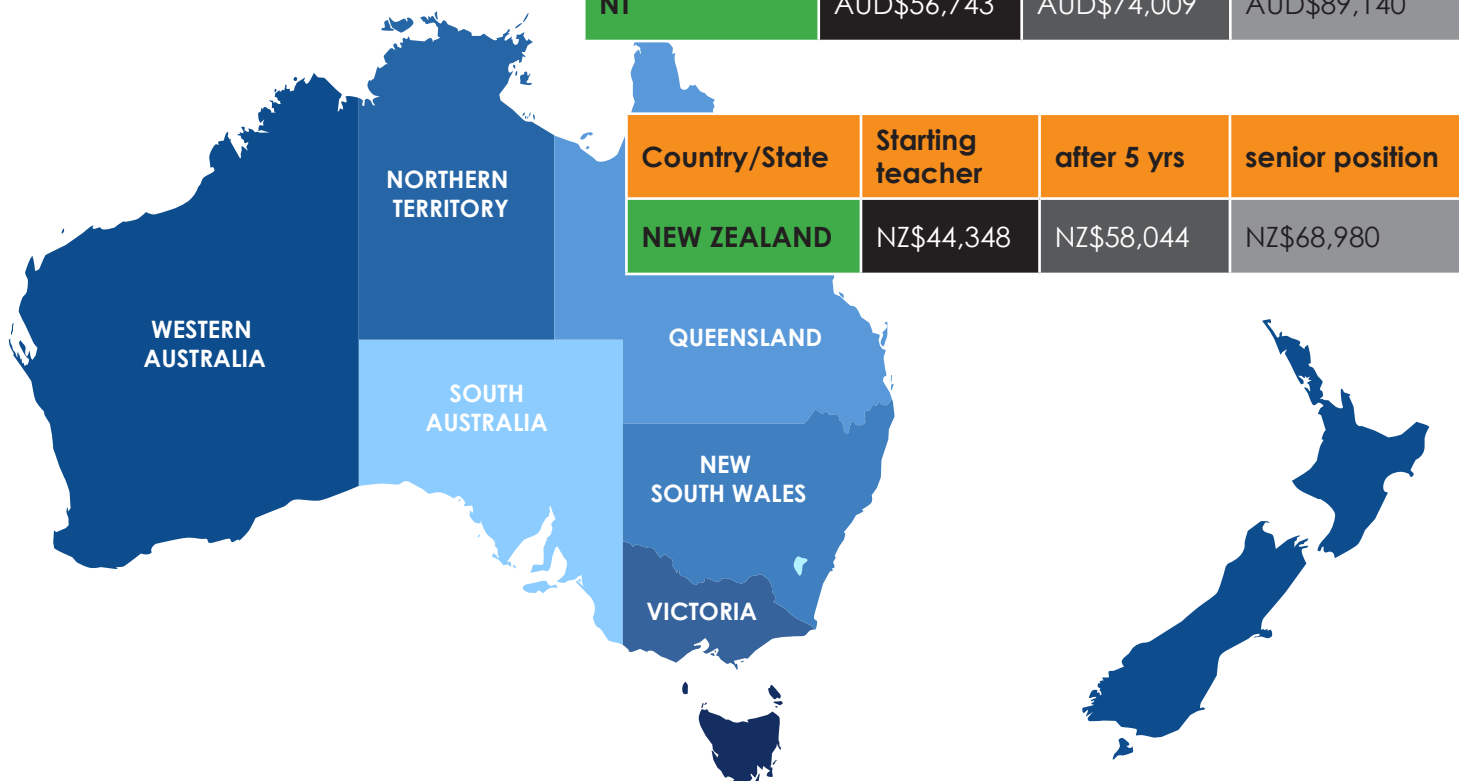 NT AUD$56,743 AUD$74,009 AUD$89,140
Country/State Starting teacher after 5 yrs senior position
NEW ZEALAND NZ$44,348 NZ$58,044 NZ$68,980
NORTHERN
TERRITORY
WESTERN
AUSTRALIA
QUEENSLAND
SOUTH
AUSTRALIA
NEW
SOUTH WALES
VICTORIA